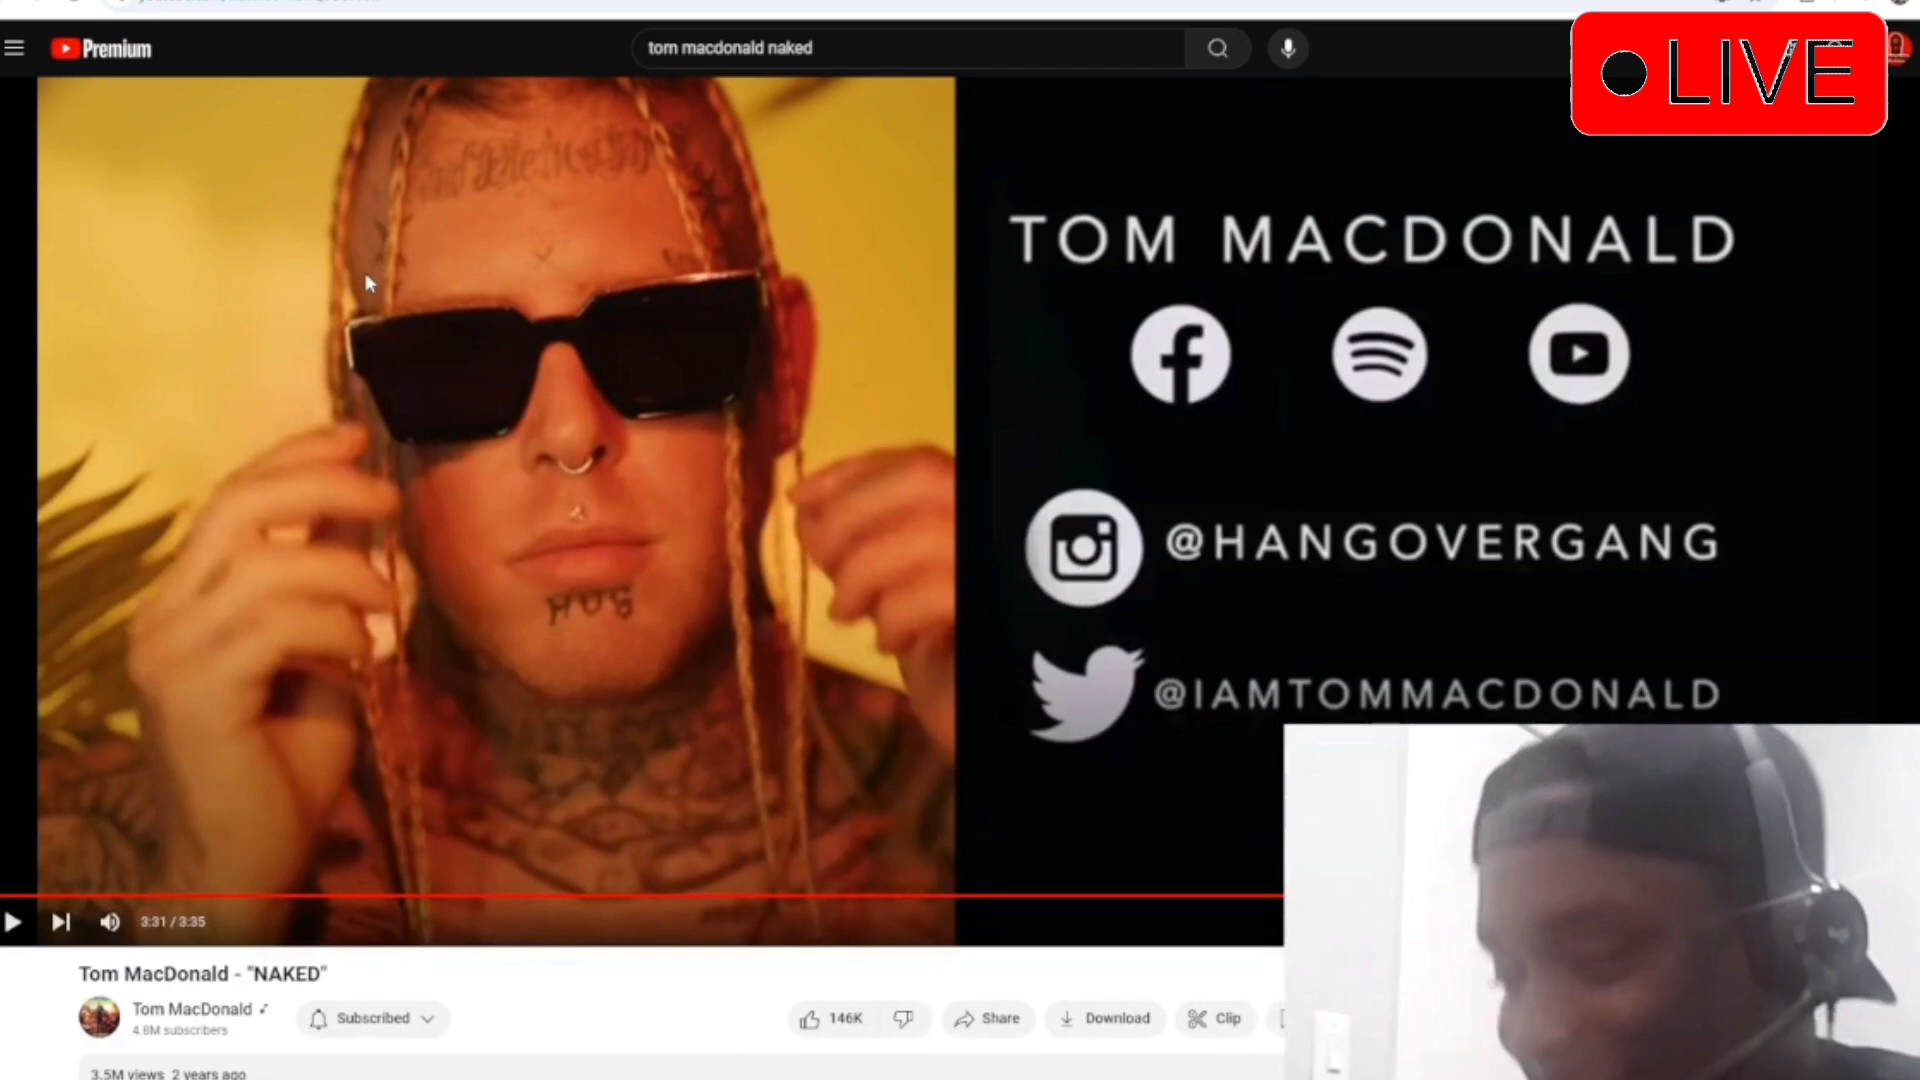 Premium
tom macdonald naked
LIVE
TOM MACDONALD
@HANGOVERGANG
@IAMTOMMACDONALD
3:31 / 3:35
Tom MacDonald - "NAKED"
Tom MacDonald
4.8M subscribers
Subscribed
146K
Share
Download
Clip
3.5M views 2 years ago